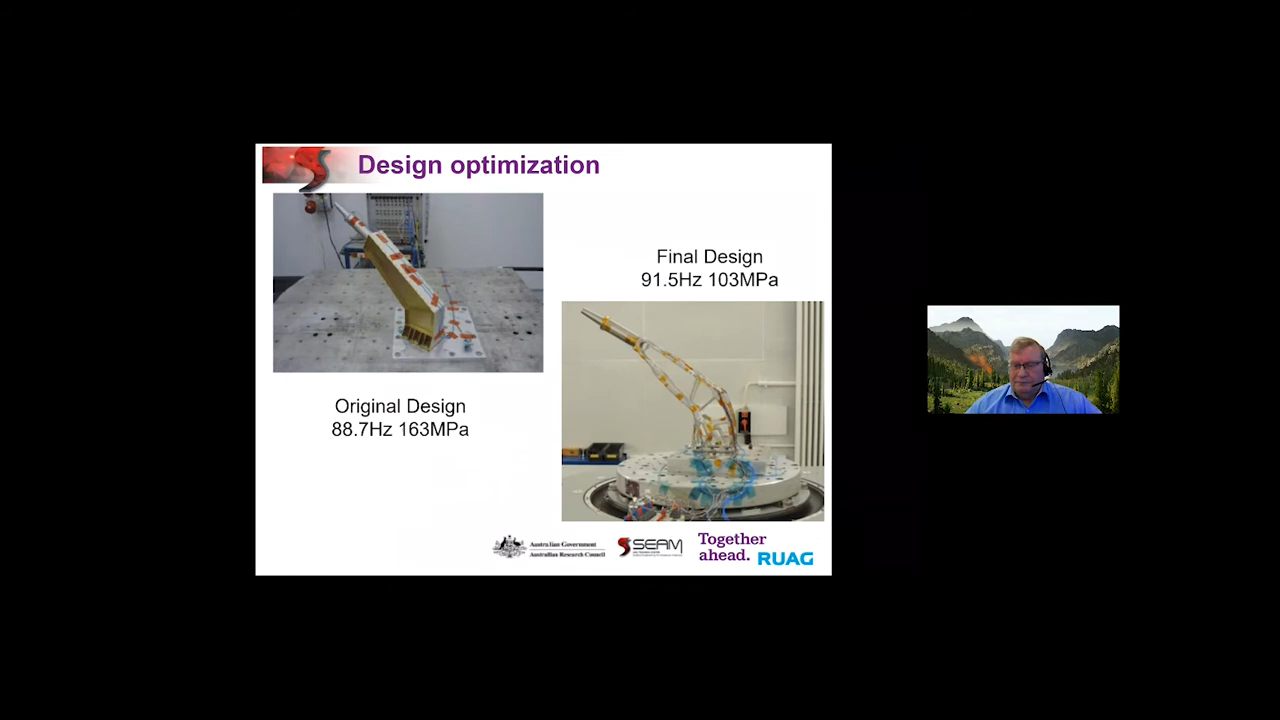 Design optimization
Final Design
91.5Hz 103MPa
Original Design
88.7Hz 163MPa
Australian Government
Australian Research Council
SEAM
Together
ahead. RUAG